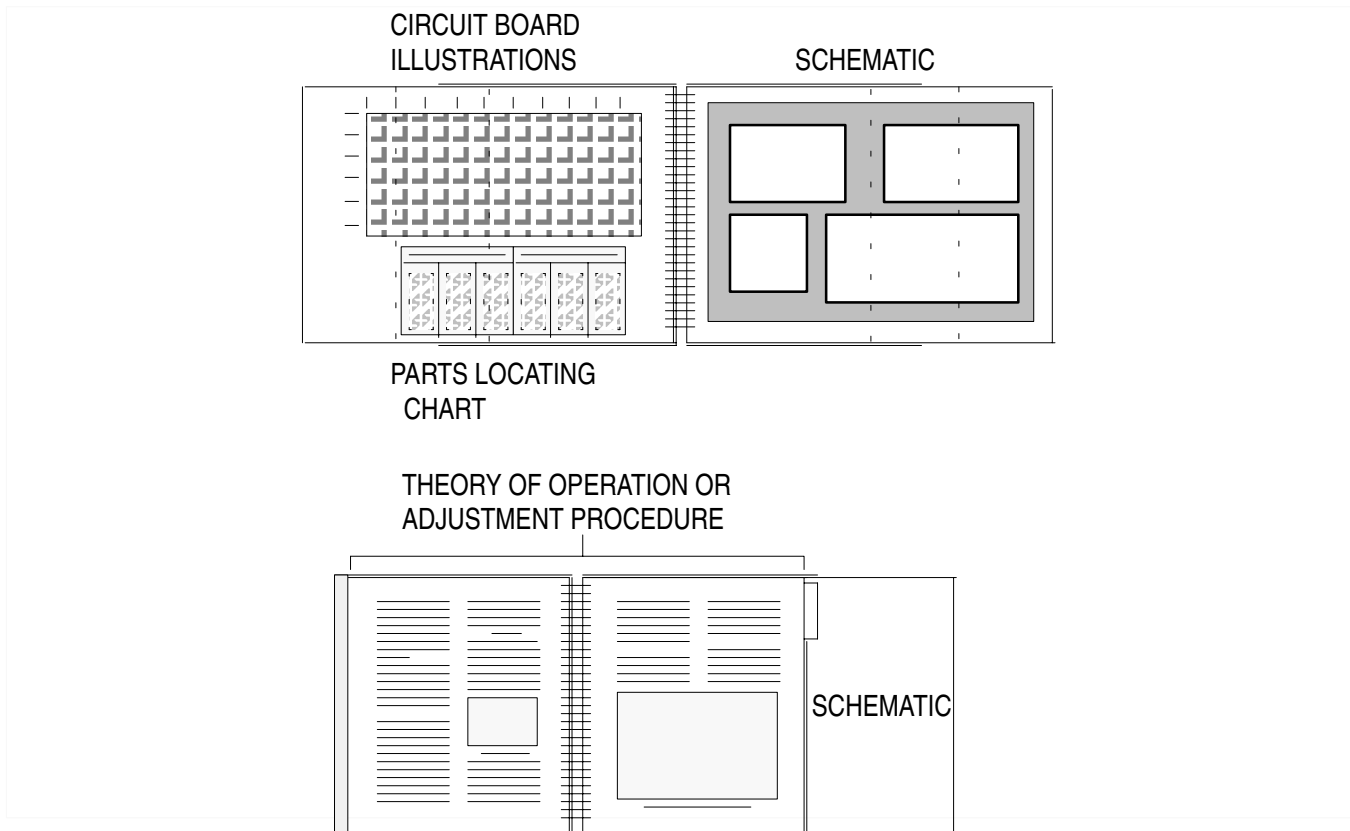 CIRCUIT BOARD
ILLUSTRATIONS
SCHEMATIC
PARTS LOCATING
CHART
THEORY OF OPERATION OR
ADJUSTMENT PROCEDURE
SCHEMATIC